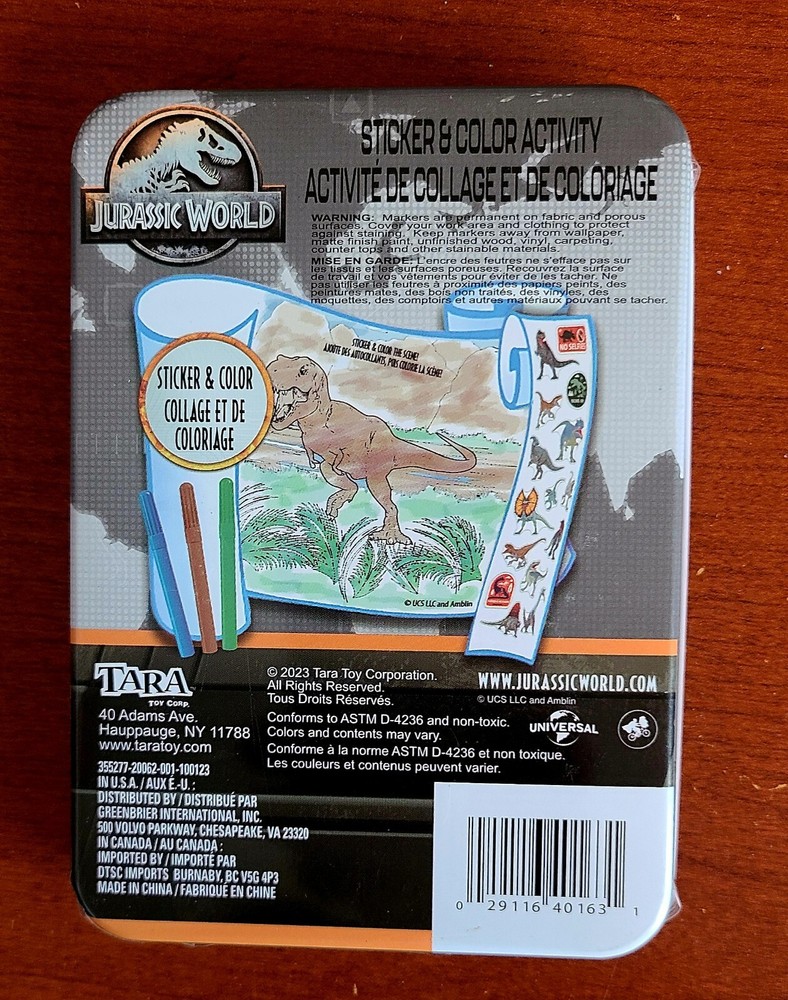 JURASSIC WORLD
STICKER & COLOR ACTIVITY
ACTIVITÉ DE COLLAGE ET DE COLORIAGE
WARNING: Markers are permanent on fabric and porous
surfaces. Cover your work area and clothing to protect
against staining. Keep markers away from wallpaper,
matte finish paint, unfinished wood, vinyl, carpeting,
counter tops and other stainable materials.
MISE EN GARDE: L'encre des feutres ne s'efface pas sur
les tissus et les surfaces poreuses. Recouvrez la surface
de travail et vos vêtements pour éviter de les tacher. Ne
pas utiliser les feutres à proximité des papiers peints, des
peintures mates, des bois non traités, des vinyles, des
moquettes, des comptoirs et autres matériaux pouvant se tacher.
STICKER & COLOR THE SCENE!
AJOUTE DES AUTOCOLLANTS, PUIS COLORIE LA SCÈNE!
STICKER & COLOR
COLLAGE ET DE
COLORIAGE
NO SELFIES
© UCS LLC and Amblin
TARA
TOY CORP.
40 Adams Ave.
Hauppauge, NY 11788
www.taratoy.com
© 2023 Tara Toy Corporation.
All Rights Reserved.
Tous Droits Réservés.
Conforms to ASTM D-4236 and non-toxic.
Colors and contents may vary.
Conforme à la norme ASTM D-4236 et non toxique.
Les couleurs et contenus peuvent varier.
WWW.JURASSICWORLD.COM
© UCS LLC and Amblin
UNIVERSAL
355277-20062-001-100123
IN U.S.A. / AUX É.-U. :
DISTRIBUTED BY / DISTRIBUÉ PAR
GREENBRIER INTERNATIONAL, INC.
500 VOLVO PARKWAY, CHESAPEAKE, VA 23320
IN CANADA / AU CANADA :
IMPORTED BY / IMPORTÉ PAR
DTSC IMPORTS BURNABY, BC V5G 4P3
MADE IN CHINA / FABRIQUÉ EN CHINE
0 29116 40163 1